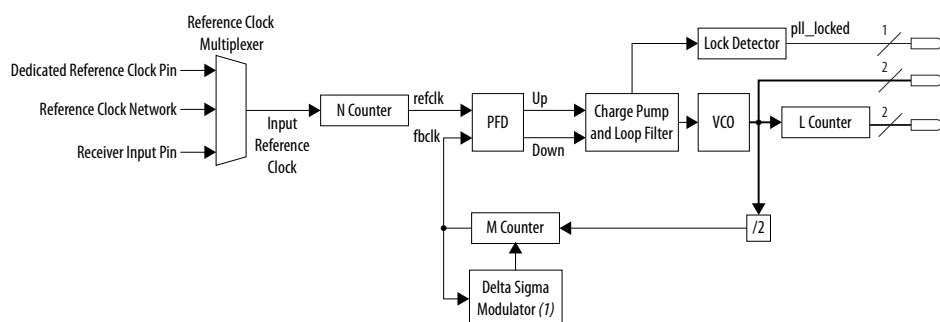 Reference Clock
Multiplexer
Dedicated Reference Clock Pin
Reference Clock Network
Receiver Input Pin
Input
Reference
Clock
N Counter
refclk
fbclk
PFD
Up
Down
Charge Pump
and Loop Filter
Lock Detector
pll_locked
1
2
VCO
L Counter
2
/2
M Counter
Delta Sigma
Modulator (1)